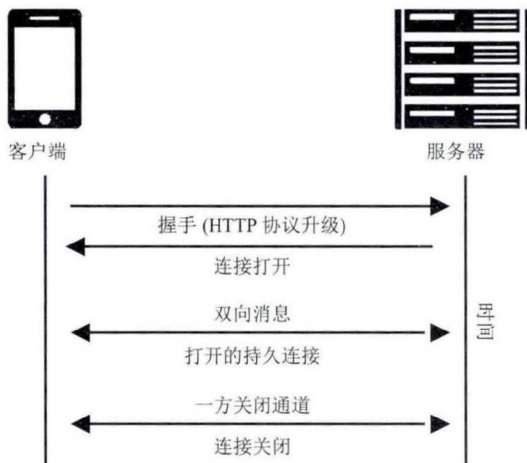 客户端
服务器
握手 (HTTP 协议升级)
连接打开
双向消息
时间
打开的持久连接
一方关闭通道
连接关闭